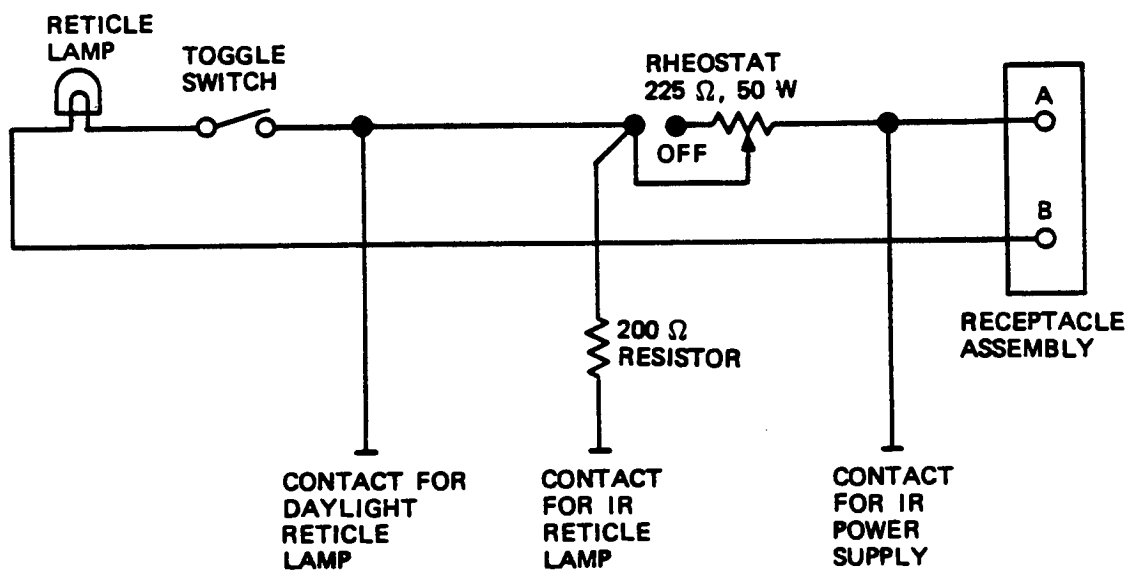 RETICLE
LAMP
TOGGLE
SWITCH
RHEOSTAT
225 Ω, 50 W
OFF
A
B
200 Ω
RESISTOR
RECEPTACLE
ASSEMBLY
CONTACT FOR
DAYLIGHT
RETICLE
LAMP
CONTACT
FOR IR
RETICLE
LAMP
CONTACT
FOR IR
POWER
SUPPLY